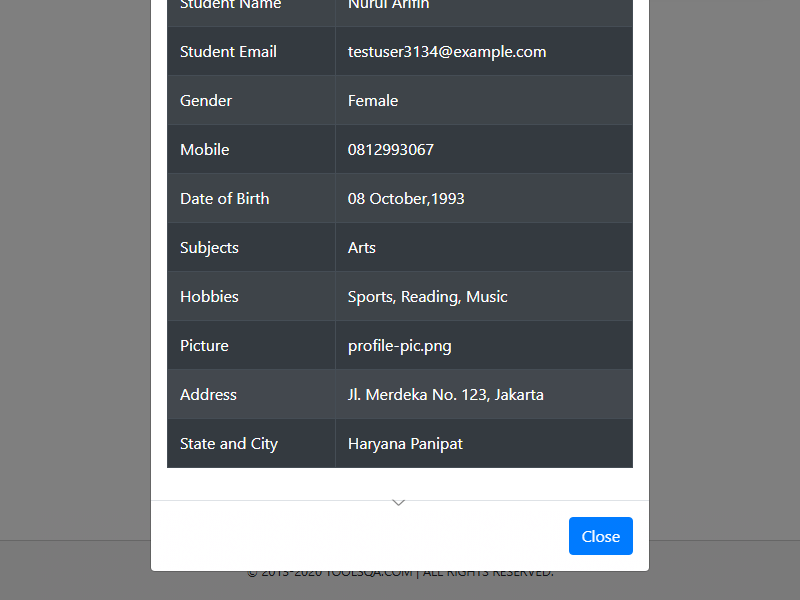 Student Name Nurul Arifin
Student Email testuser3134@example.com
Gender Female
Mobile 0812993067
Date of Birth 08 October,1993
Subjects Arts
Hobbies Sports, Reading, Music
Picture profile-pic.png
Address Jl. Merdeka No. 123, Jakarta
State and City Haryana Panipat
Close
© 2013-2020 TOOLSQA.COM | ALL RIGHTS RESERVED.